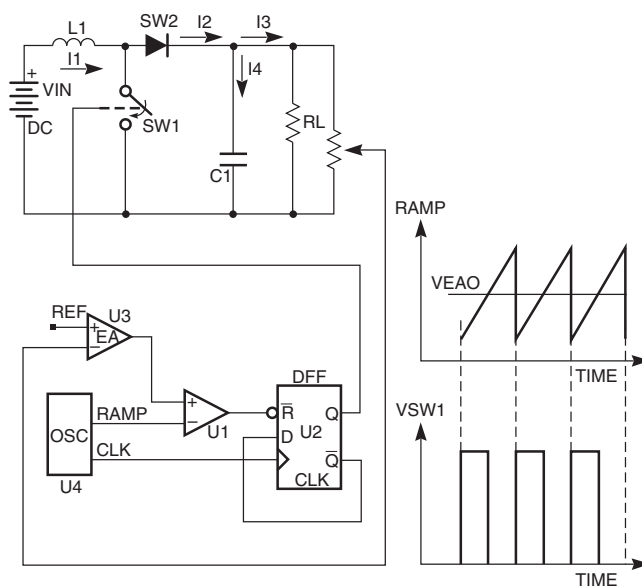 L1
SW2
I2
I3
I1
I4
+
VIN
DC
SW1
RL
C1
REF
U3
+
EA
−
RAMP
OSC
CLK
U4
+
−
U1
DFF
R̅
Q
D
U2
Q̅
CLK
RAMP
VEAO
TIME
VSW1
TIME